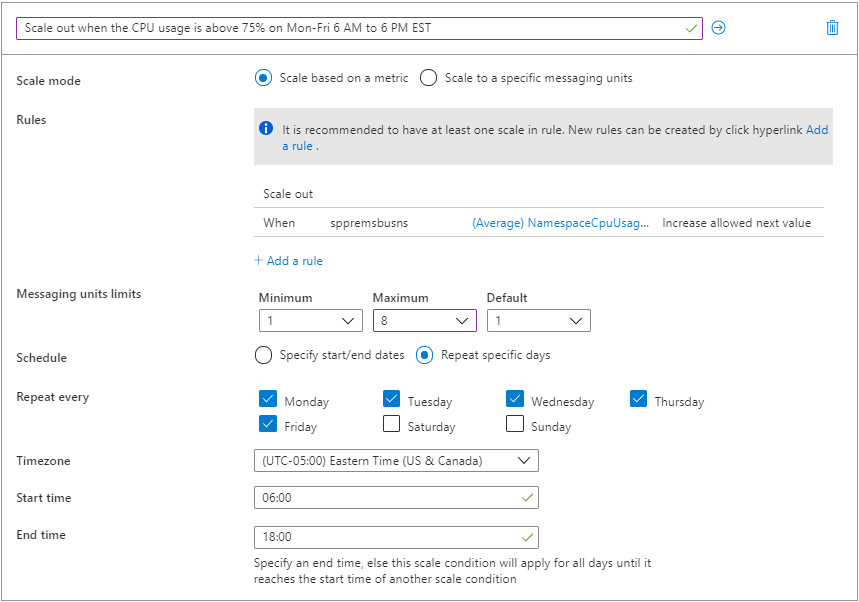 Scale out when the CPU usage is above 75% on Mon-Fri 6 AM to 6 PM EST
Scale mode
Scale based on a metric
Scale to a specific messaging units
Rules
It is recommended to have at least one scale in rule. New rules can be created by click hyperlink Add
a rule .
Scale out
When sppremsbusns (Average) NamespaceCpuUsag... Increase allowed next value
+ Add a rule
Messaging units limits
Minimum Maximum Default
1 8 1
Schedule
Specify start/end dates
Repeat specific days
Repeat every
Monday Tuesday Wednesday Thursday
Friday Saturday Sunday
Timezone
(UTC-05:00) Eastern Time (US & Canada)
Start time
06:00
End time
18:00
Specify an end time, else this scale condition will apply for all days until it
reaches the start time of another scale condition